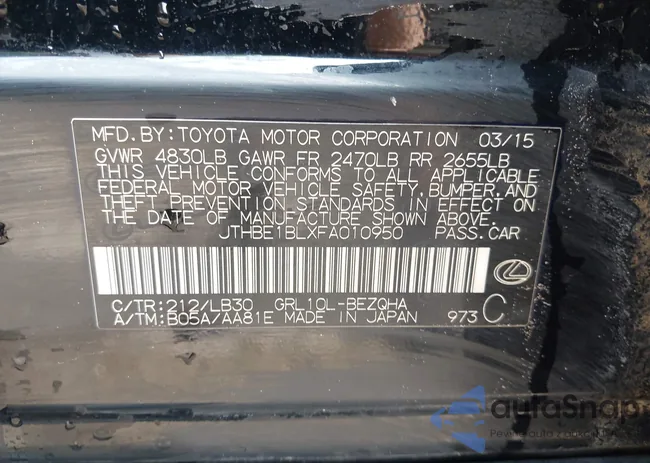 MFD.BY:TOYOTA MOTOR CORPORATION 03/15
GVWR 4830LB GAWR FR 2470LB RR 2655LB
THIS VEHICLE CONFORMS TO ALL APPLICABLE
FEDERAL MOTOR VEHICLE SAFETY,BUMPER,AND
THEFT PREVENTION STANDARDS IN EFFECT ON
THE DATE OF MANUFACTURE SHOWN ABOVE.
JTHBE1BLXFA010950 PASS.CAR
C/TR:212/LB30 GRL10L-BEZQHA
A/TM:B05A/AA81E MADE IN JAPAN 973 C
autaSnap